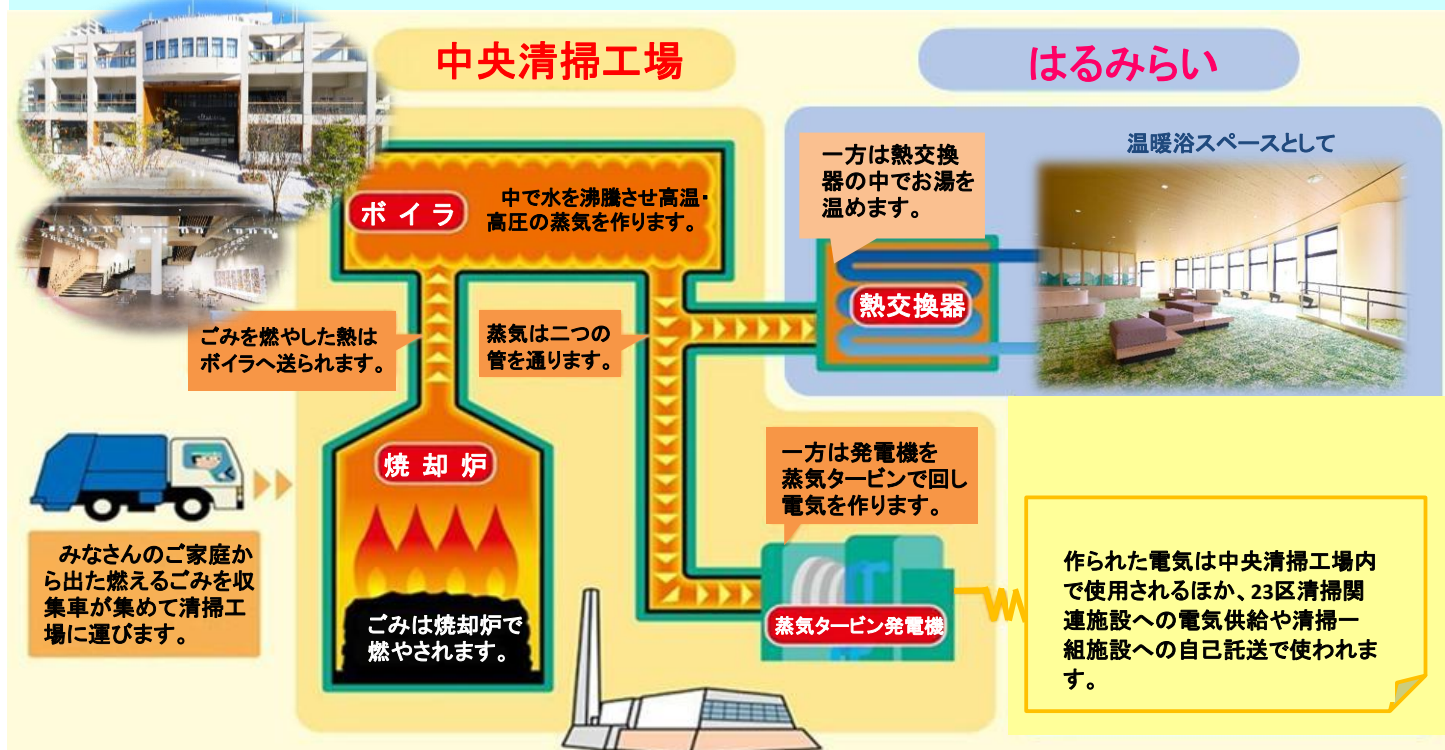 中央清掃工場
はるみらい
温暖浴スペースとして
一方は熱交換
器の中でお湯を
温めます。
ボイラ
中で水を沸騰させ高温・
高圧の蒸気を作ります。
熱交換器
ごみを燃やした熱は
ボイラへ送られます。
蒸気は二つの
管を通ります。
焼却炉
一方は発電機を
蒸気タービンで回し
電気を作ります。
みなさんのご家庭か
ら出た燃えるごみを収
集車が集めて清掃工
場に運びます。
ごみは焼却炉で
燃やされます。
蒸気タービン発電機
作られた電気は中央清掃工場内
で使用されるほか、23区清掃関
連施設への電気供給や清掃一
組施設への自己託送で使われま
す。